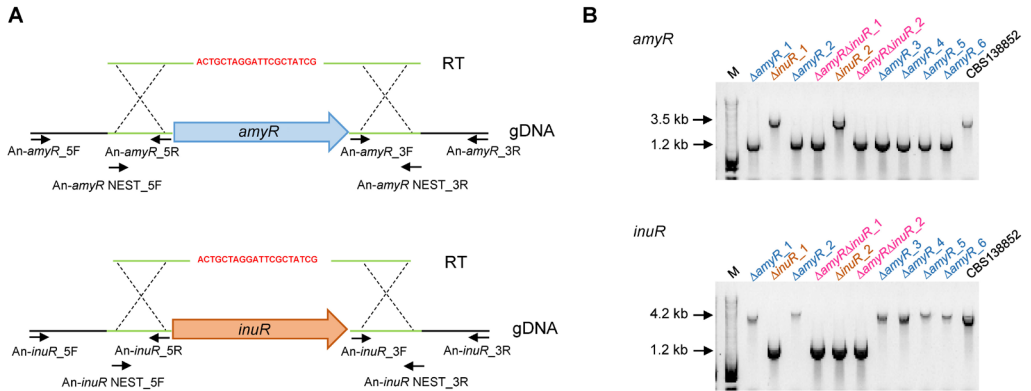 A
ACTGCTAGGATTCGCTATCG
RT
amyR
gDNA
An-amyR_5F
An-amyR_5R
An-amyR_3F
An-amyR_3R
An-amyR NEST_5F
An-amyR NEST_3R
ACTGCTAGGATTCGCTATCG
RT
inuR
gDNA
An-inuR_5F
An-inuR_5R
An-inuR_3F
An-inuR_3R
An-inuR NEST_5F
An-inuR NEST_3R
B
amyR
M
ΔamyR_1
ΔinuR_1
ΔamyR_2
ΔamyRΔinuR_1
ΔinuR_2
ΔamyRΔinuR_2
ΔamyR_3
ΔamyR_4
ΔamyR_5
ΔamyR_6
CBS138852
3.5 kb
1.2 kb
inuR
M
ΔamyR_1
ΔinuR_1
ΔamyR_2
ΔamyRΔinuR_1
ΔinuR_2
ΔamyRΔinuR_2
ΔamyR_3
ΔamyR_4
ΔamyR_5
ΔamyR_6
CBS138852
4.2 kb
1.2 kb